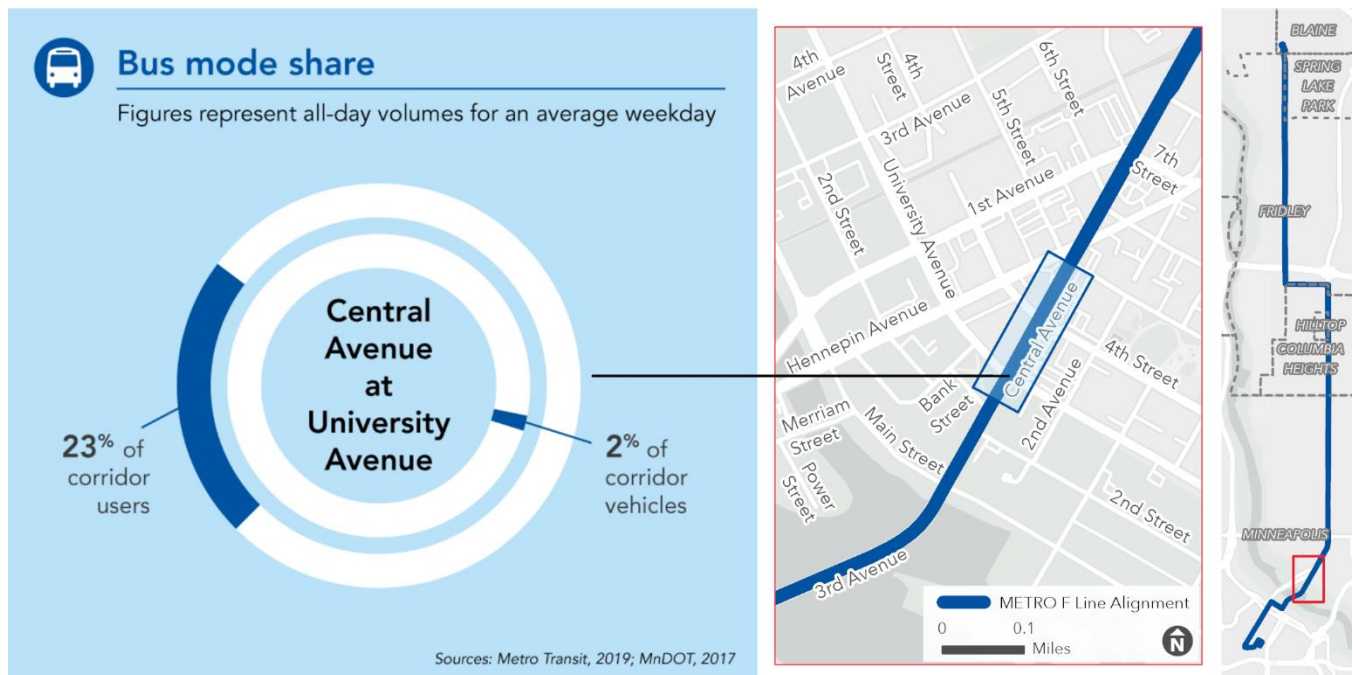 Bus mode share
Figures represent all-day volumes for an average weekday
Central
Avenue
at
University
Avenue
23% of
corridor
users
2% of
corridor
vehicles
Sources: Metro Transit, 2019; MnDOT, 2017
4th
Avenue
4th
Street
6th Street
5th Street
3rd Avenue
7th
Street
2nd Street
University Avenue
1st Avenue
Hennepin Avenue
Central Avenue
4th Street
Bank
Street
2nd Avenue
Merriam
Street
Main Street
Power
Street
2nd Street
3rd Avenue
METRO F Line Alignment
0 0.1
Miles
N
BLAINE
SPRING
LAKE
PARK
FRIDLEY
HILLTOP
COLUMBIA
HEIGHTS
MINNEAPOLIS